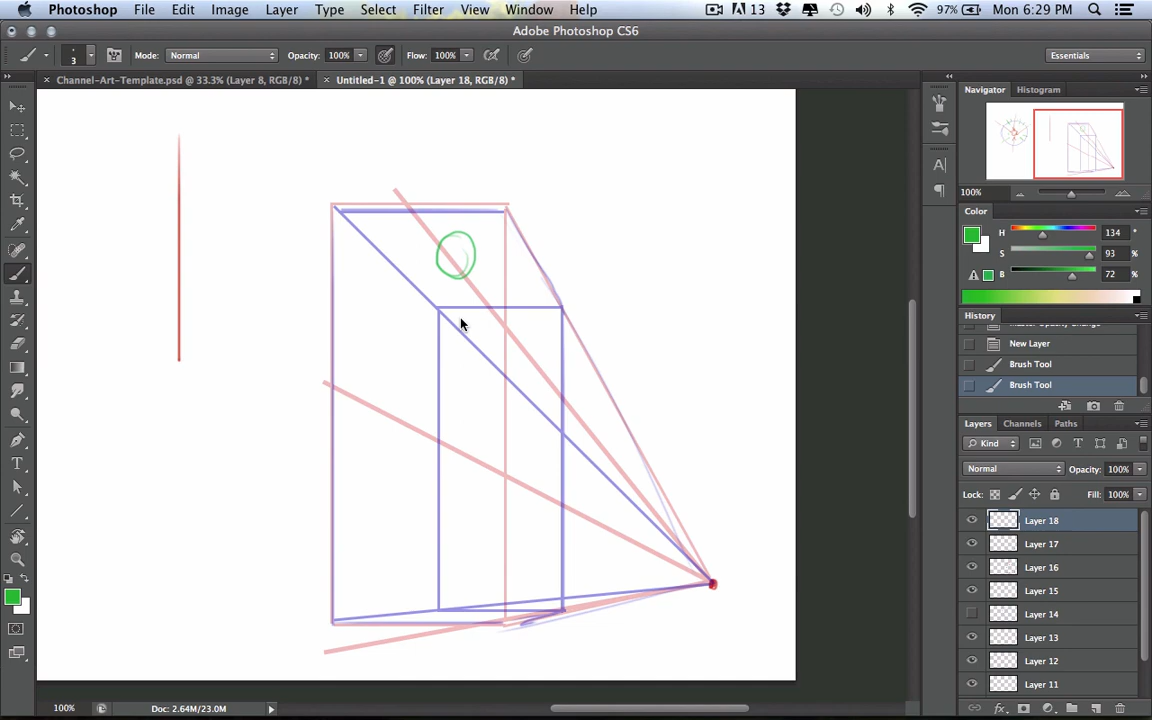 Photoshop File Edit Image Layer Type Select Filter View Window Help 13 97% Mon 6:29 PM
Adobe Photoshop CS6
3 Mode: Normal Opacity: 100% Flow: 100% Essentials
Channel-Art-Template.psd @ 33.3% (Layer 8, RGB/8) * Untitled-1 @ 100% (Layer 18, RGB/8) *
Navigator Histogram
100%
Color
H 134 °
S 93 %
B 72 %
History
New Layer
Brush Tool
Brush Tool
Layers Channels Paths
Kind
Normal Opacity: 100%
Lock: Fill: 100%
Layer 18
Layer 17
Layer 16
Layer 15
Layer 14
Layer 13
Layer 12
Layer 11
100% Doc: 2.64M/23.0M